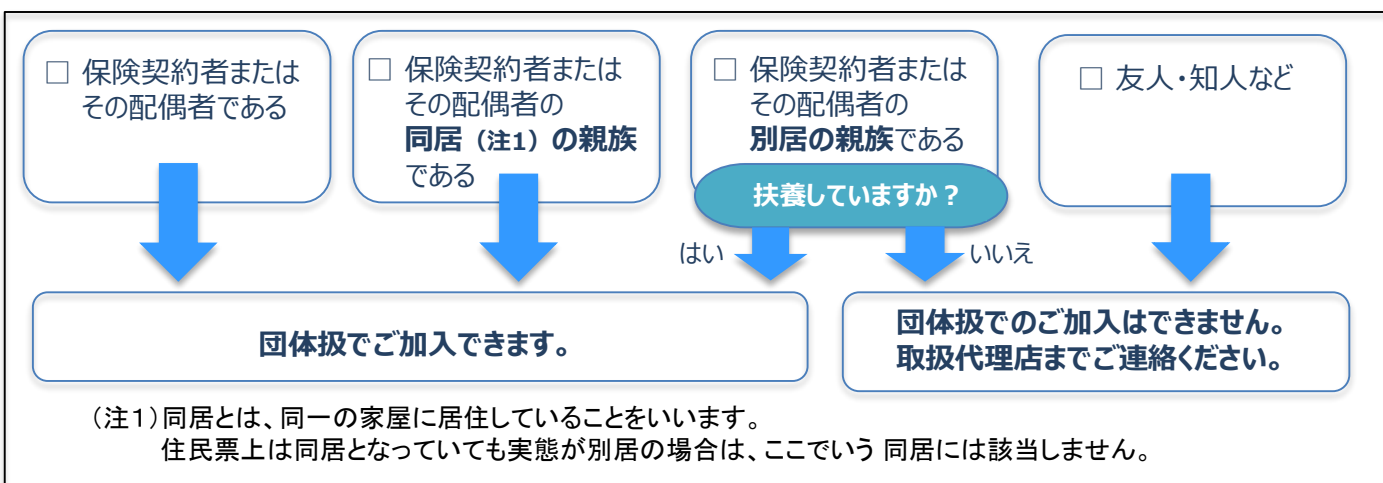 □ 保険契約者または
その配偶者である
□ 保険契約者または
その配偶者の
同居（注1）の親族
である
□ 保険契約者または
その配偶者の
別居の親族である
扶養していますか？
□ 友人・知人など
はい
いいえ
団体扱でご加入できます。
団体扱でのご加入はできません。
取扱代理店までご連絡ください。
（注１）同居とは、同一の家屋に居住していることをいいます。
住民票上は同居となっていても実態が別居の場合は、ここでいう 同居には該当しません。